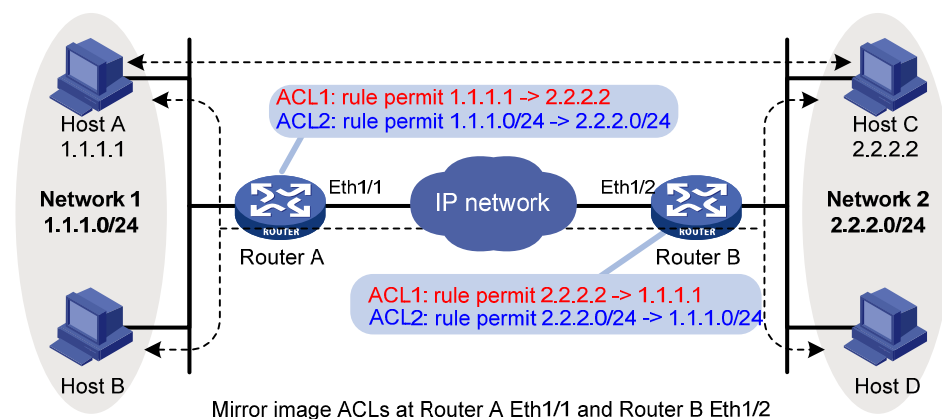 ACL1: rule permit 1.1.1.1 -> 2.2.2.2
ACL2: rule permit 1.1.1.0/24 -> 2.2.2.0/24
Host A
1.1.1.1
Host C
2.2.2.2
Network 1
1.1.1.0/24
Eth1/1
IP network
Eth1/2
Network 2
2.2.2.0/24
ROUTER
ROUTER
Router A
Router B
ACL1: rule permit 2.2.2.2 -> 1.1.1.1
ACL2: rule permit 2.2.2.0/24 -> 1.1.1.0/24
Host B
Host D
Mirror image ACLs at Router A Eth1/1 and Router B Eth1/2